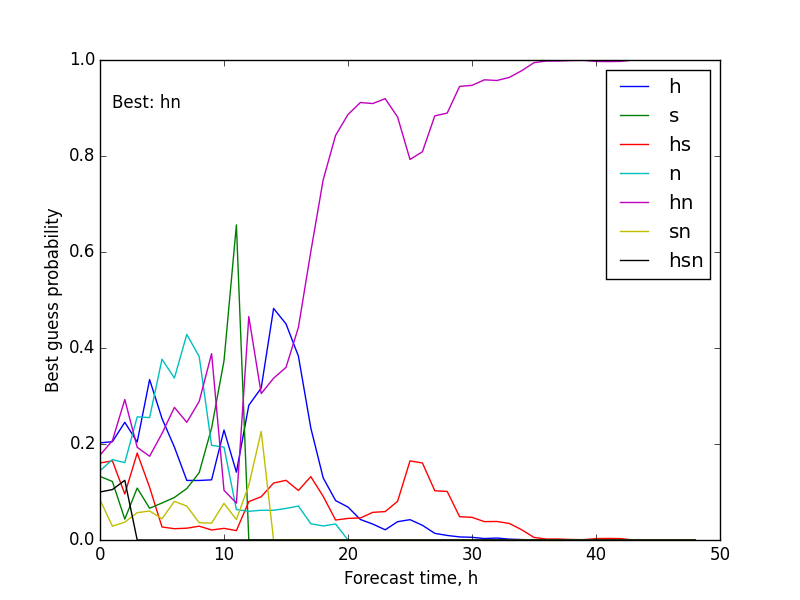 1.0
Best: hn
h
s
hs
n
hn
sn
hsn
0.8
0.6
0.4
0.2
0.0
Best guess probability
0
10
20
30
40
50
Forecast time, h